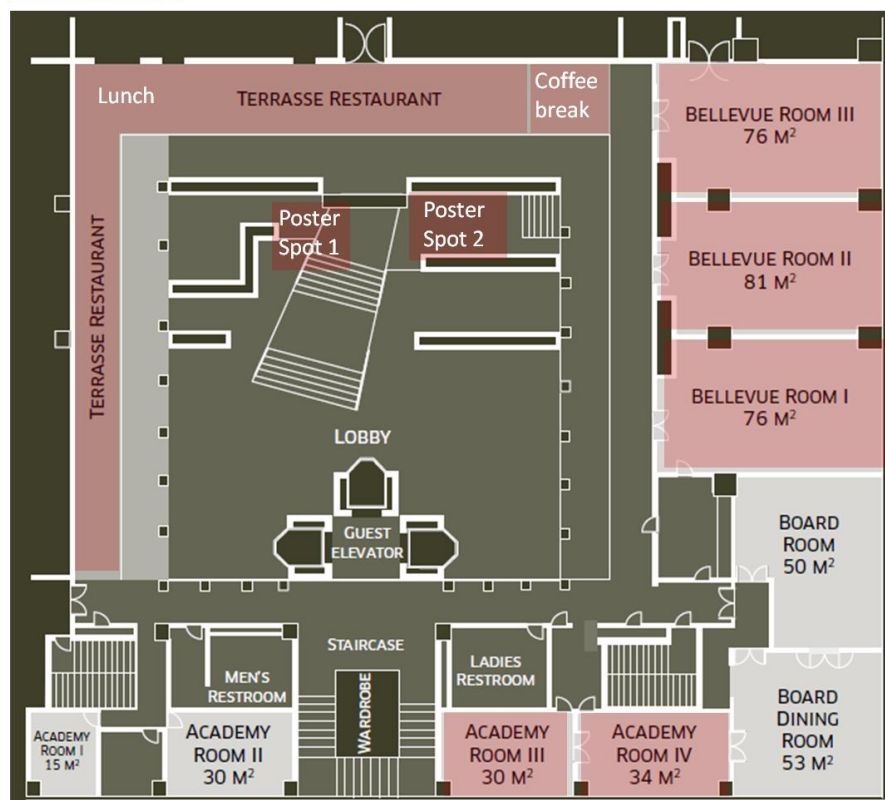 Lunch
TERRASSE RESTAURANT
Coffee
break
BELLEVUE ROOM III
76 M²
Poster
Spot 1
Poster
Spot 2
TERRASSE RESTAURANT
BELLEVUE ROOM II
81 M²
BELLEVUE ROOM I
76 M²
LOBBY
GUEST
ELEVATOR
BOARD
ROOM
50 M²
STAIRCASE
MEN'S
RESTROOM
WARDROBE
LADIES
RESTROOM
ACADEMY
ROOM I
15 M²
ACADEMY
ROOM II
30 M²
ACADEMY
ROOM III
30 M²
ACADEMY
ROOM IV
34 M²
BOARD
DINING
ROOM
53 M²